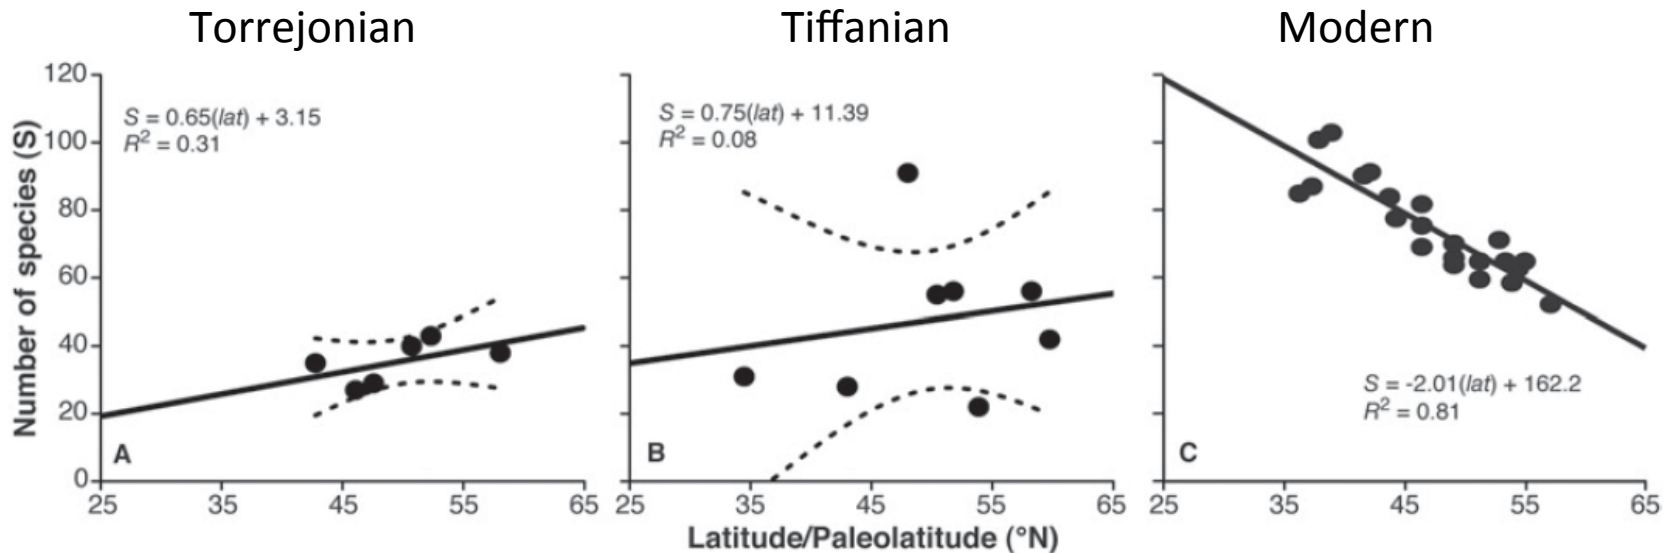 Torrejonian
Tiffanian
Modern
Number of species (S)
120
100
80
60
40
20
0
S = 0.65(lat) + 3.15
R² = 0.31
A
25 35 45 55 65
S = 0.75(lat) + 11.39
R² = 0.08
B
25 35 45 55 65
S = -2.01(lat) + 162.2
R² = 0.81
C
25 35 45 55 65
Latitude/Paleolatitude (°N)